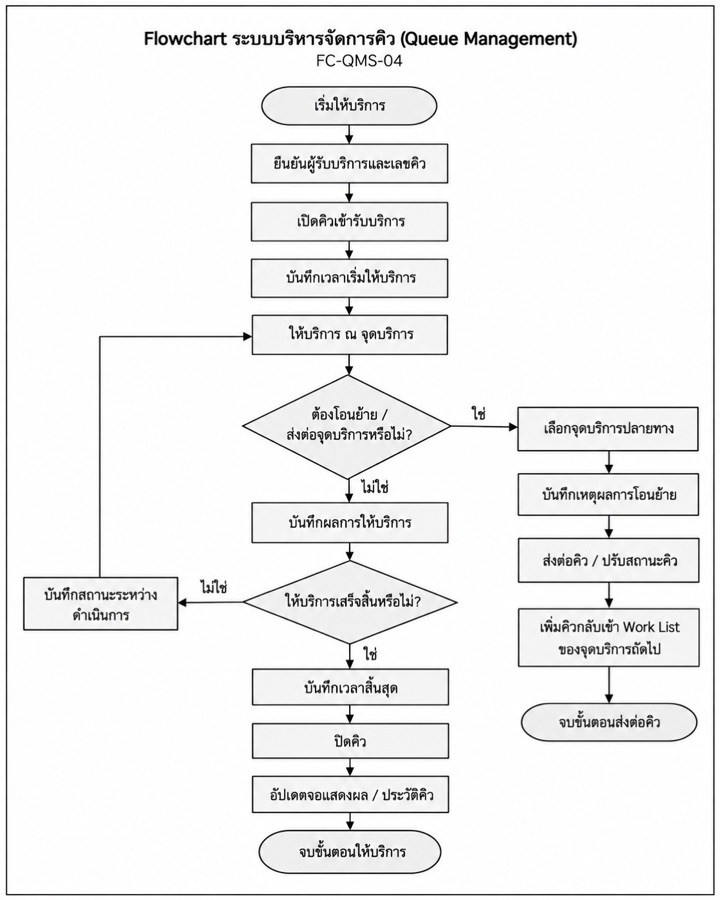 Flowchart ระบบบริหารจัดการคิว (Queue Management)
FC-QMS-04
เริ่มให้บริการ
ยืนยันผู้รับบริการและเลขคิว
เปิดคิวเข้ารับบริการ
บันทึกเวลาเริ่มให้บริการ
ให้บริการ ณ จุดบริการ
ต้องโอนย้าย /
ส่งต่อจุดบริการหรือไม่?
ใช่
เลือกจุดบริการปลายทาง
บันทึกเหตุผลการโอนย้าย
ส่งต่อคิว / ปรับสถานะคิว
เพิ่มคิวกลับเข้า Work List
ของจุดบริการถัดไป
จบขั้นตอนส่งต่อคิว
ไม่ใช่
บันทึกผลการให้บริการ
ให้บริการเสร็จสิ้นหรือไม่?
ไม่ใช่
บันทึกสถานะระหว่าง
ดำเนินการ
ใช่
บันทึกเวลาสิ้นสุด
ปิดคิว
อัปเดตจอแสดงผล / ประวัติคิว
จบขั้นตอนให้บริการ